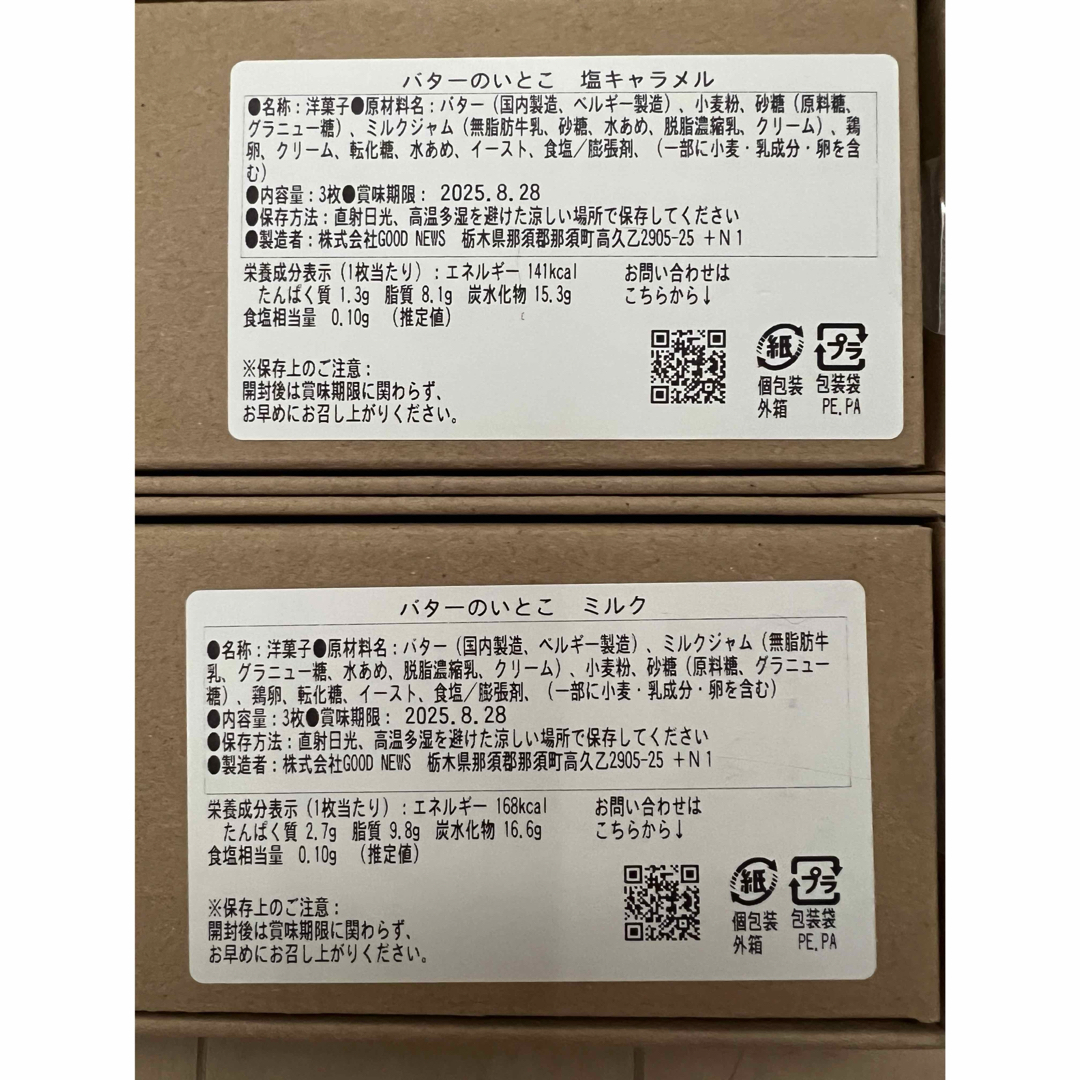 バターのいとこ　塩キャラメル
●名称：洋菓子●原材料名：バター（国内製造、ベルギー製造）、小麦粉、砂糖（原料糖、
グラニュー糖）、ミルクジャム（無脂肪牛乳、砂糖、水あめ、脱脂濃縮乳、クリーム）、鶏
卵、クリーム、転化糖、水あめ、イースト、食塩／膨張剤、（一部に小麦・乳成分・卵を含
む）
●内容量：3枚●賞味期限： 2025.8.28
●保存方法：直射日光、高温多湿を避けた涼しい場所で保存してください
●製造者：株式会社GOOD NEWS　栃木県那須郡那須町高久乙2905-25 ＋N１
栄養成分表示（1枚当たり）：エネルギー 141kcal
たんぱく質 1.3g　脂質 8.1g　炭水化物 15.3g
食塩相当量　0.10g　（推定値）
お問い合わせは
こちらから↓
※保存上のご注意：
開封後は賞味期限に関わらず、
お早めにお召し上がりください。
紙
個包装
外箱
プラ
包装袋
PE.PA
バターのいとこ　ミルク
●名称：洋菓子●原材料名：バター（国内製造、ベルギー製造）、ミルクジャム（無脂肪牛
乳、グラニュー糖、水あめ、脱脂濃縮乳、クリーム）、小麦粉、砂糖（原料糖、グラニュー
糖）、鶏卵、転化糖、イースト、食塩／膨張剤、（一部に小麦・乳成分・卵を含む）
●内容量：3枚●賞味期限： 2025.8.28
●保存方法：直射日光、高温多湿を避けた涼しい場所で保存してください
●製造者：株式会社GOOD NEWS　栃木県那須郡那須町高久乙2905-25 ＋N１
栄養成分表示（1枚当たり）：エネルギー 168kcal
たんぱく質 2.7g　脂質 9.8g　炭水化物 16.6g
食塩相当量　0.10g　（推定値）
お問い合わせは
こちらから↓
※保存上のご注意：
開封後は賞味期限に関わらず、
お早めにお召し上がりください。
紙
個包装
外箱
プラ
包装袋
PE.PA